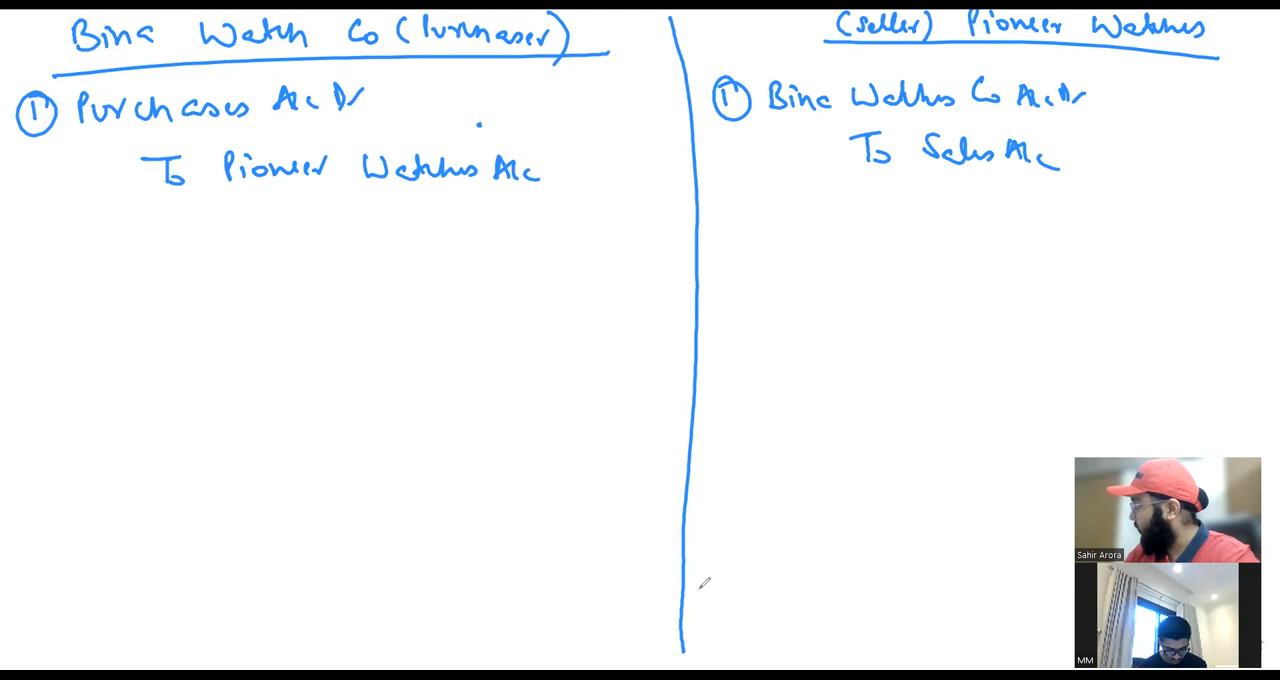 Bina Watch Co (Purchaser)
① Purchases A/c Dr
To Pioneer Watches A/c
(Seller) Pioneer Watches
① Bina Watches Co A/c Dr
To Sales A/c
Sahir Arora
MM